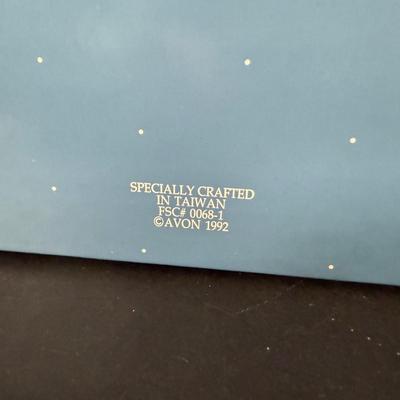 SPECIALLY CRAFTED
IN TAIWAN
FSC# 0068-1
©AVON 1992